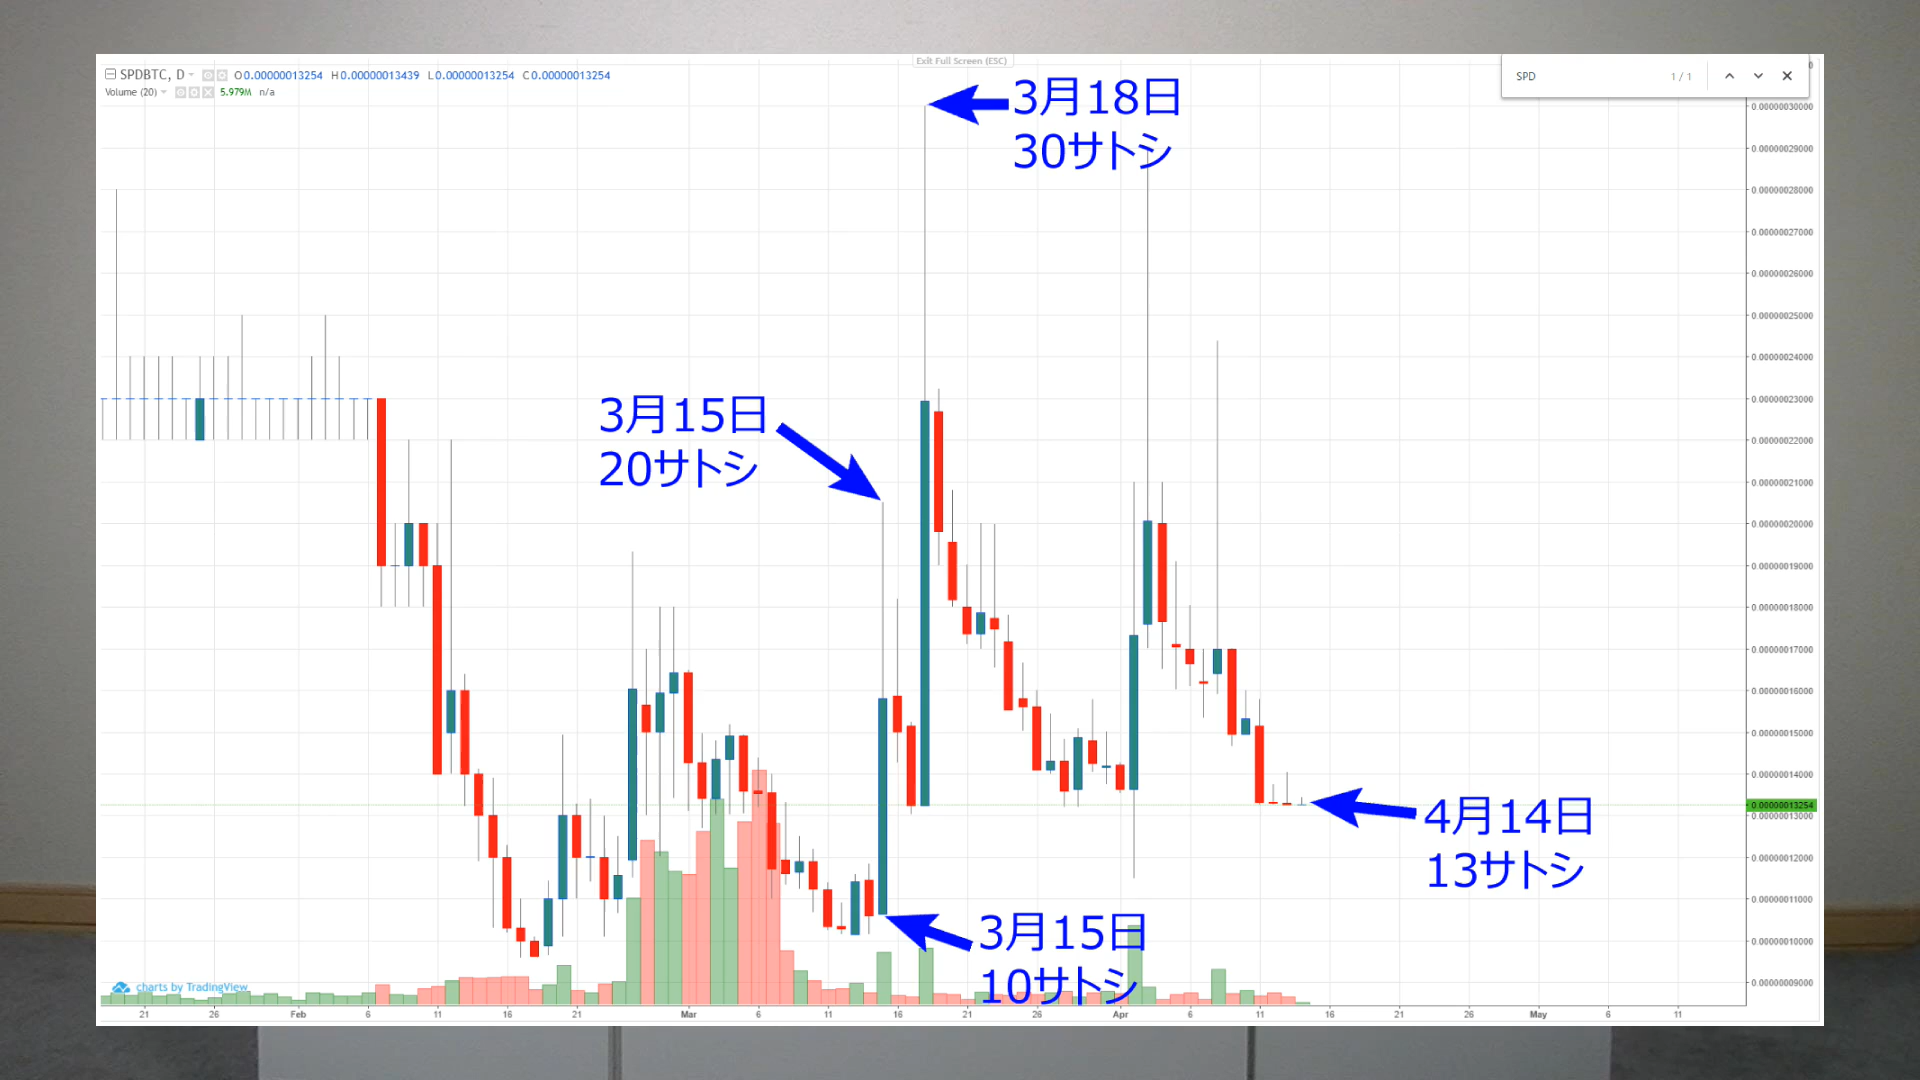 SPDBTC, D O0.00000013254 H0.00000013439 L0.00000013254 C0.00000013254
Volume (20) 5.979M n/a
Exit Full Screen (ESC)
SPD 1 / 1
3月18日
30サトシ
3月15日
20サトシ
4月14日
13サトシ
3月15日
10サトシ
0.00000030000
0.00000029000
0.00000028000
0.00000027000
0.00000026000
0.00000025000
0.00000024000
0.00000023000
0.00000022000
0.00000021000
0.00000020000
0.00000019000
0.00000018000
0.00000017000
0.00000016000
0.00000015000
0.00000014000
0.00000013254
0.00000013000
0.00000012000
0.00000011000
0.00000010000
0.00000009000
charts by TradingView
21 26 Feb 6 11 16 21 Mar 6 11 16 21 26 Apr 6 11 16 21 26 May 6 11